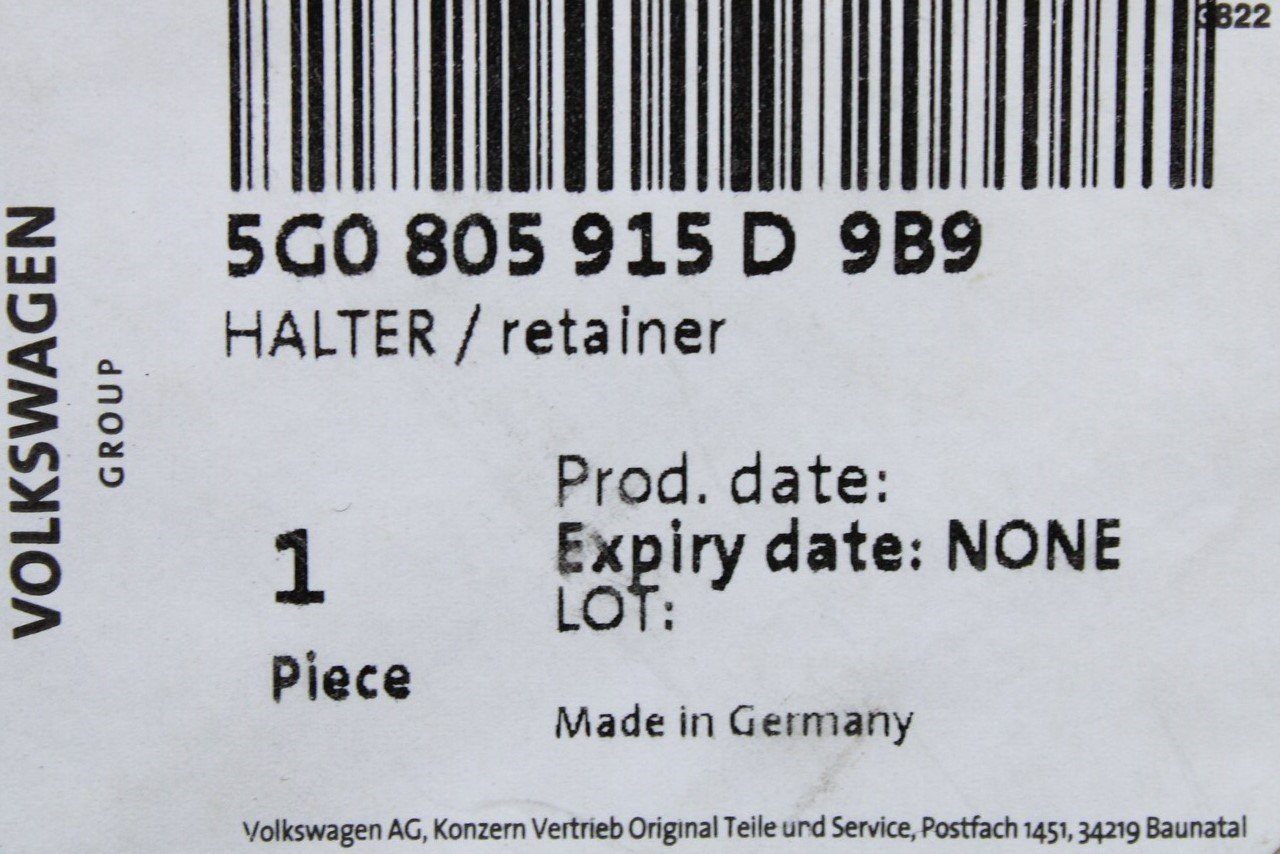 3822
5G0 805 915 D 9B9
HALTER / retainer
VOLKSWAGEN
GROUP
Prod. date:
Expiry date: NONE
LOT:
1
Piece
Made in Germany
Volkswagen AG, Konzern Vertrieb Original Teile und Service, Postfach 1451, 34219 Baunatal